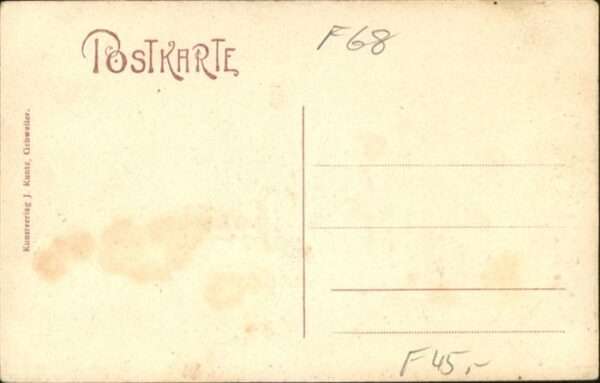 POSTKARTE
F68
Kunstverlag J. Kuntz, Gebweiler.
F45,-